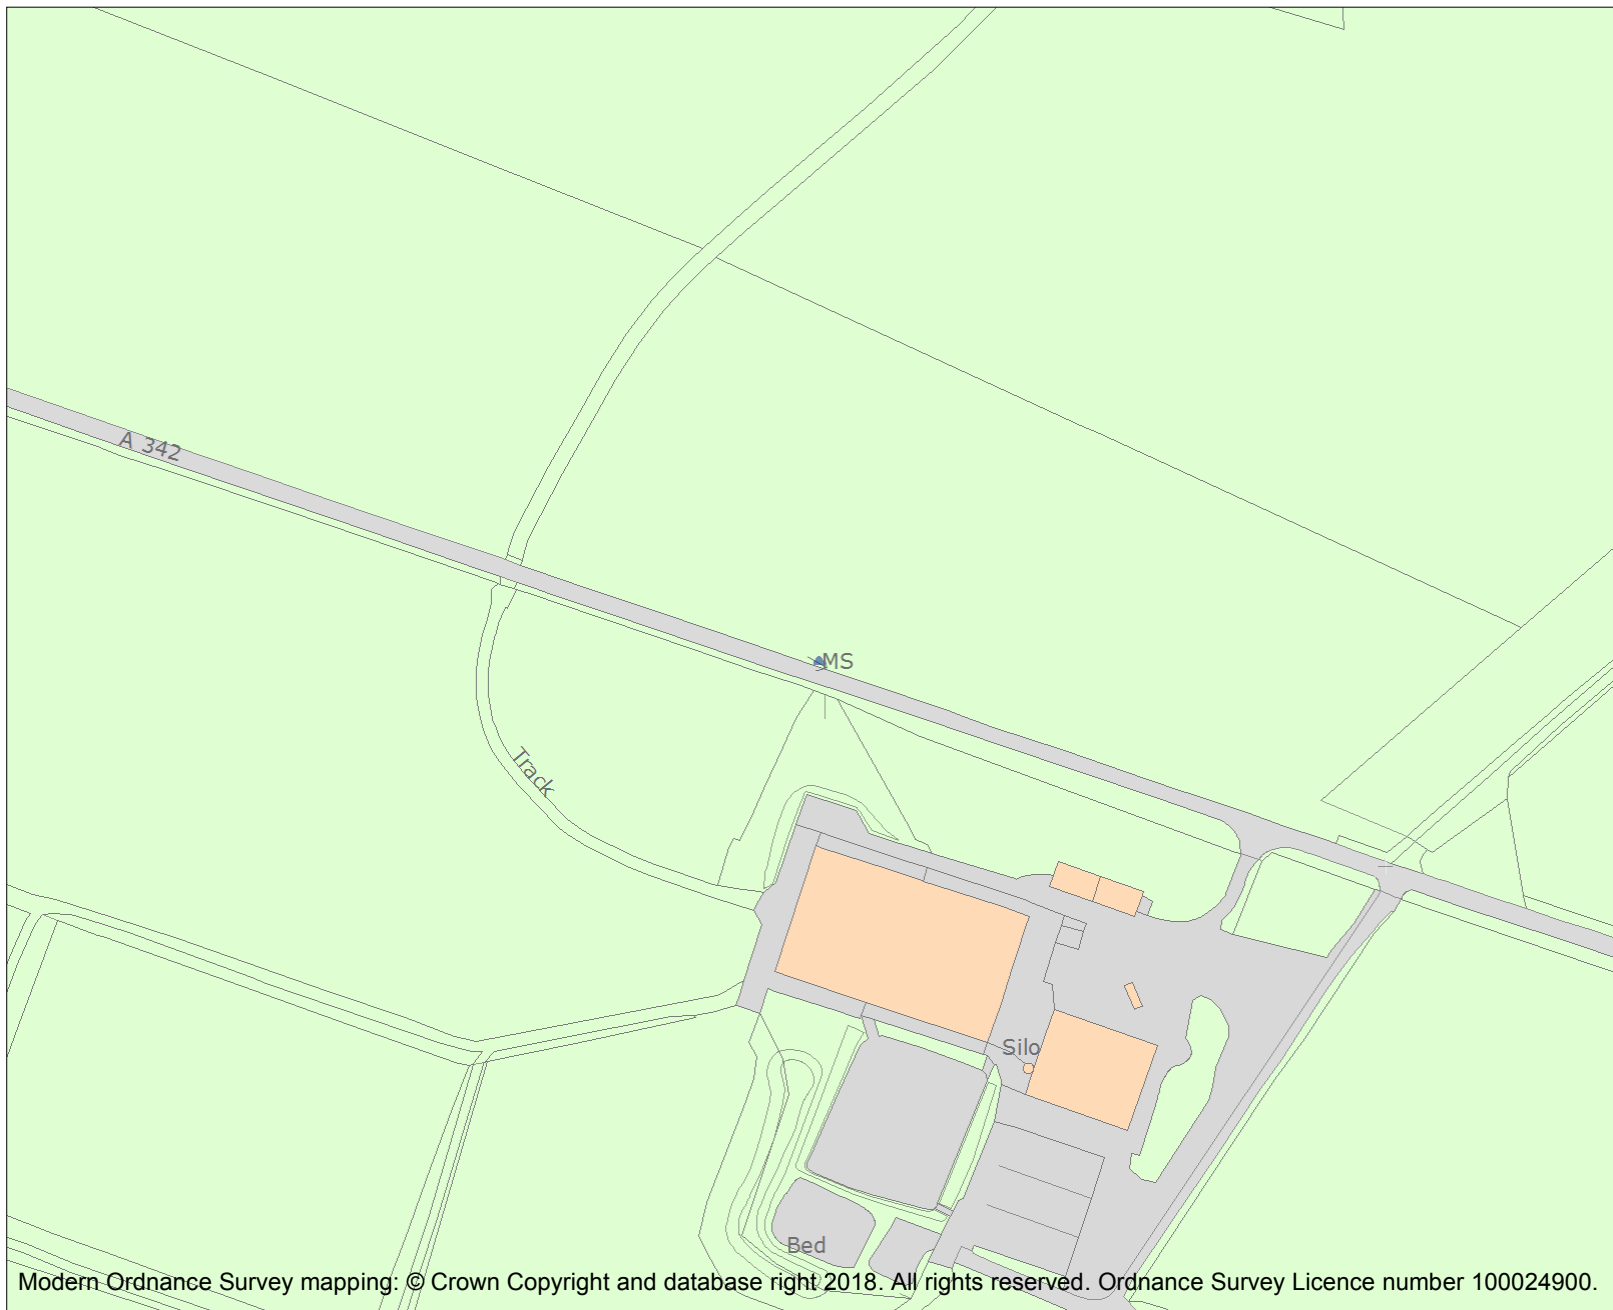 A 342
MS
Track
Silo
Bed
Modern Ordnance Survey mapping: © Crown Copyright and database right 2018. All rights reserved. Ordnance Survey Licence number 100024900.